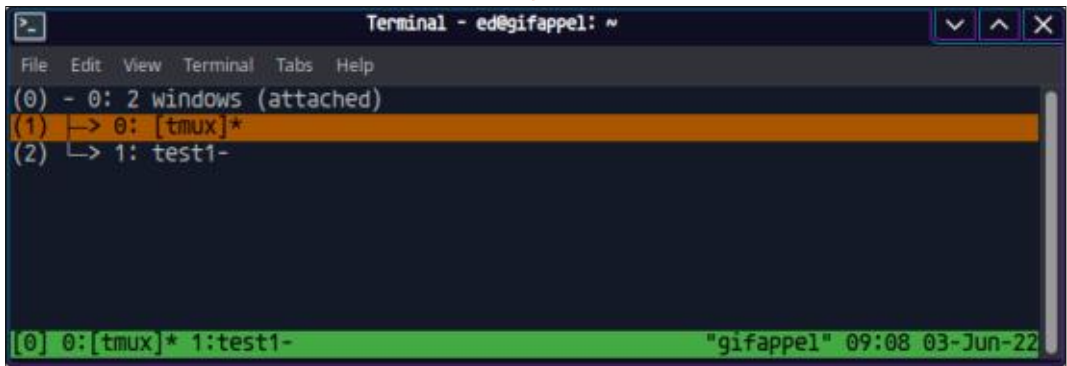 Terminal - ed@gifappel: ~
File Edit View Terminal Tabs Help
(0) - 0: 2 windows (attached)
(1) ├─> 0: [tmux]*
(2) └─> 1: test1-
[0] 0:[tmux]* 1:test1- "gifappel" 09:08 03-Jun-22